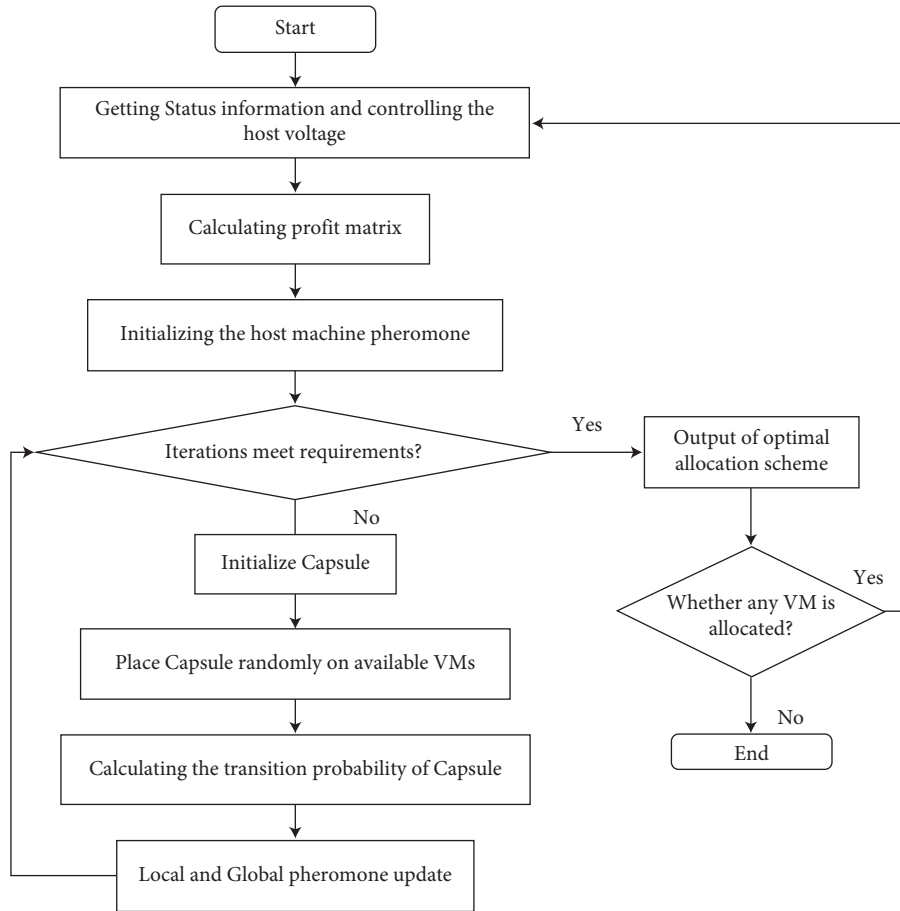 Start
Getting Status information and controlling the
host voltage
Calculating profit matrix
Initializing the host machine pheromone
Iterations meet requirements?
Yes
Output of optimal
allocation scheme
No
Initialize Capsule
Whether any VM is
allocated?
Yes
Place Capsule randomly on available VMs
No
End
Calculating the transition probability of Capsule
Local and Global pheromone update